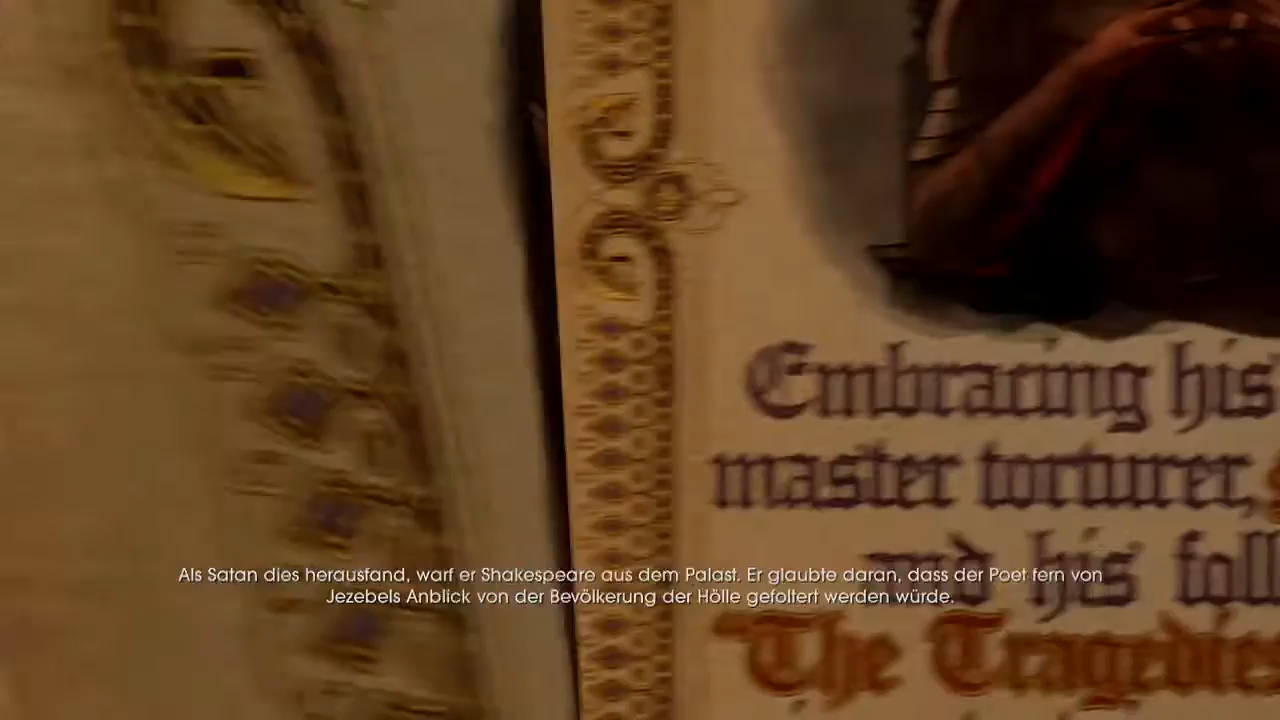 Embracing his
master torturer,
and his
"The Tragedies
Als Satan dies herausfand, warf er Shakespeare aus dem Palast. Er glaubte daran, dass der Poet fern von
Jezebels Anblick von der Bevölkerung der Hölle gefoltert werden würde.